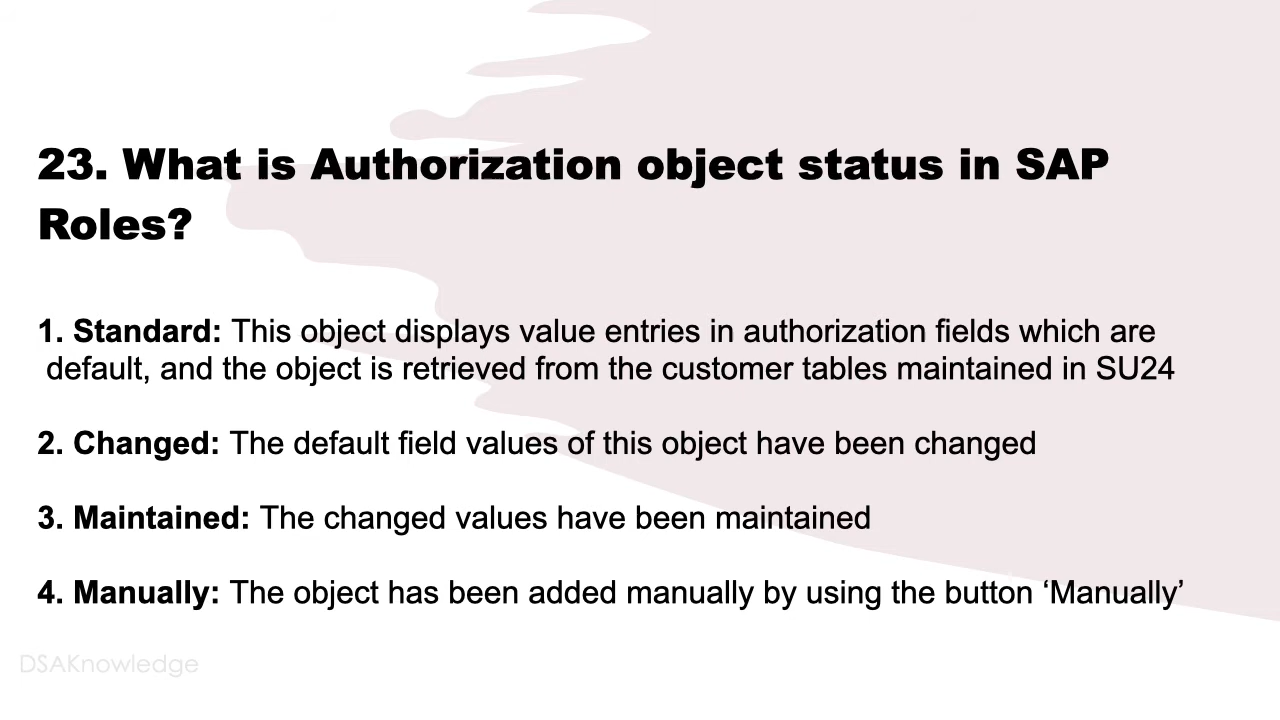 23. What is Authorization object status in SAP
Roles?
1. Standard: This object displays value entries in authorization fields which are
default, and the object is retrieved from the customer tables maintained in SU24
2. Changed: The default field values of this object have been changed
3. Maintained: The changed values have been maintained
4. Manually: The object has been added manually by using the button ‘Manually’
DSAKnowledge